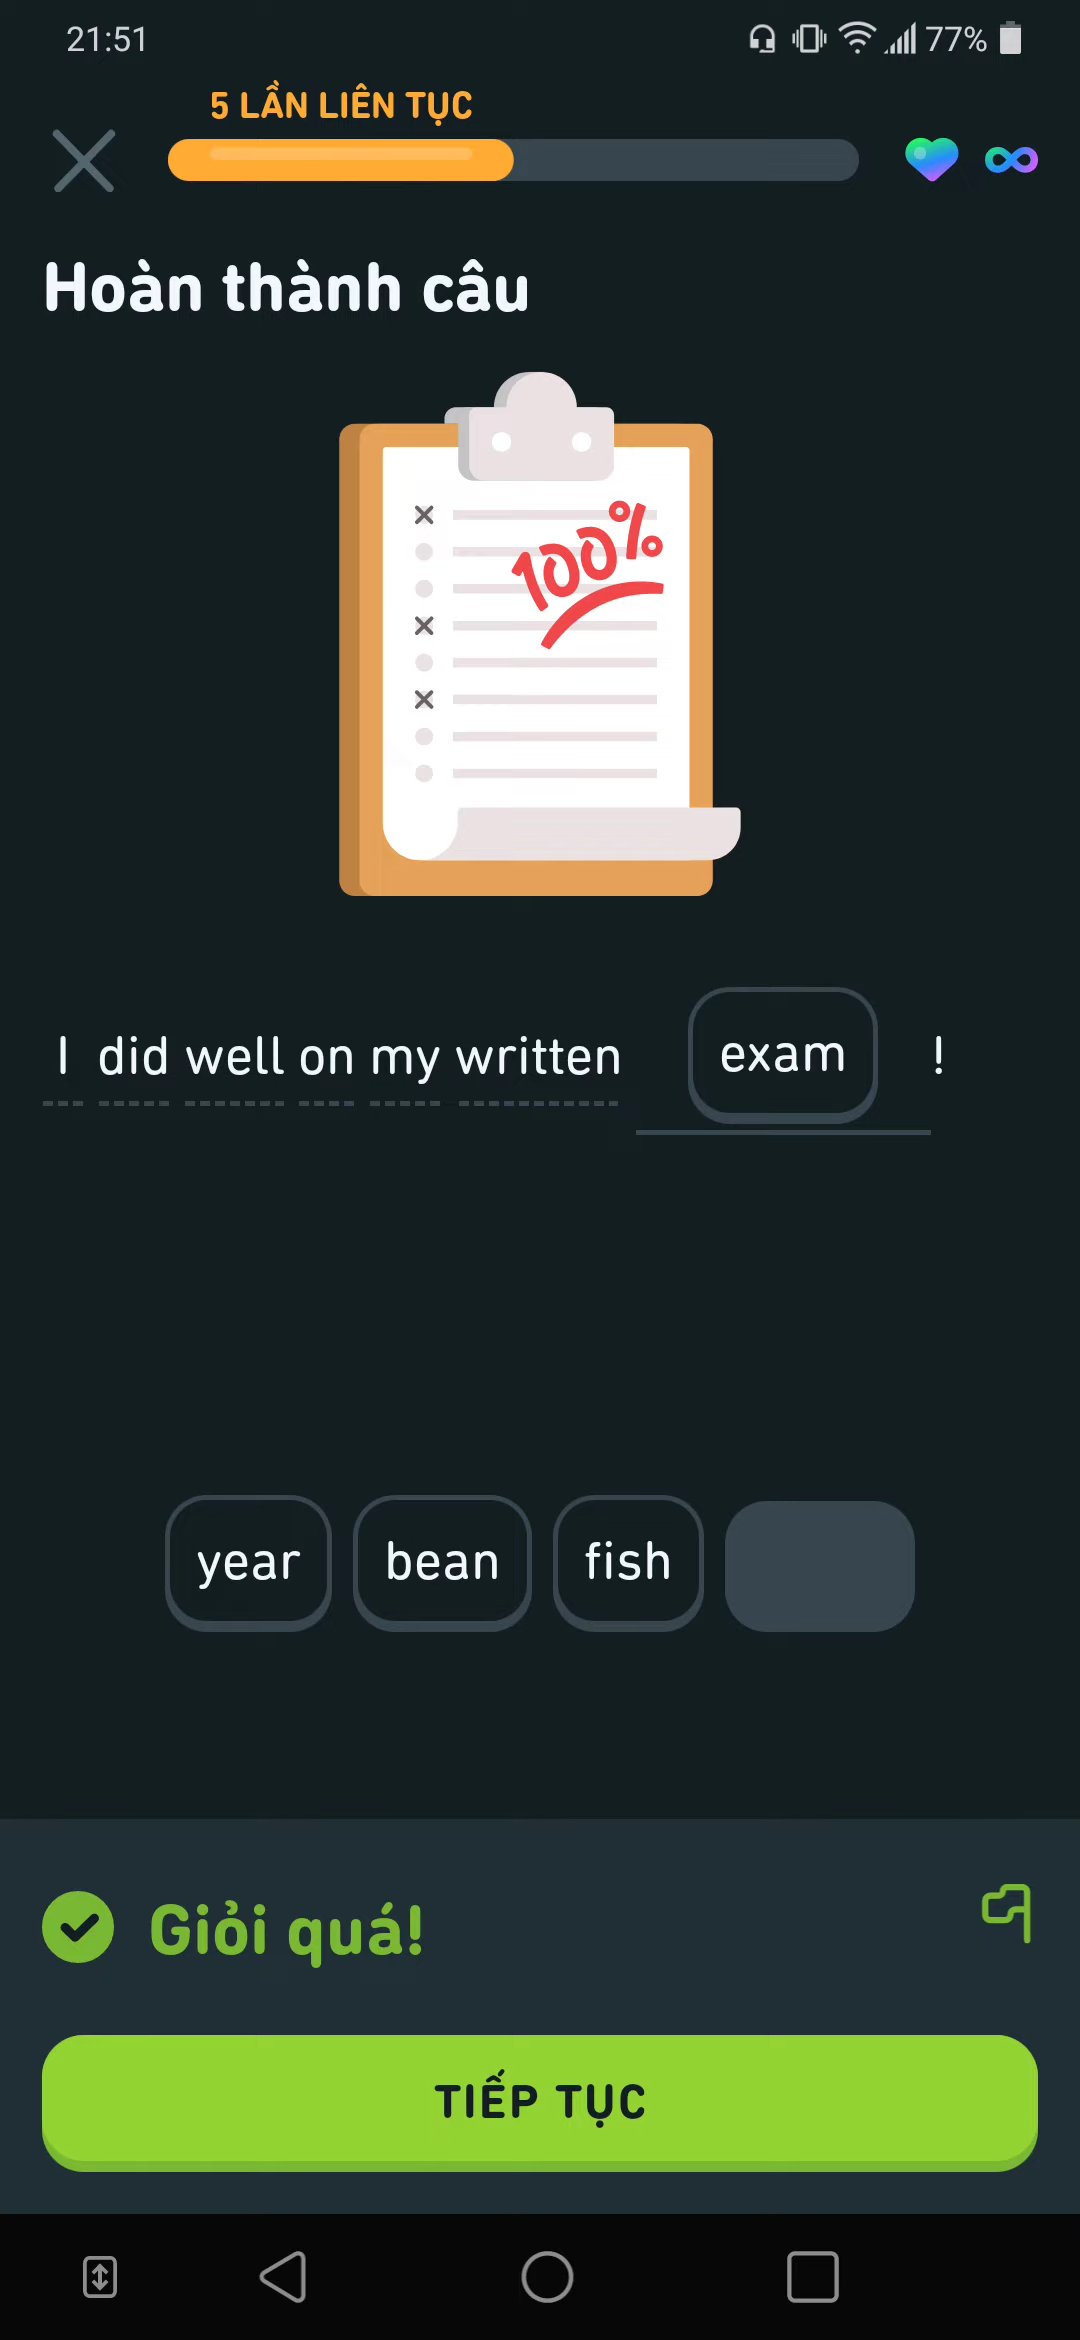 21:51 77%
5 LẦN LIÊN TỤC
Hoàn thành câu
100%
I did well on my written exam !
year bean fish
Giỏi quá!
TIẾP TỤC